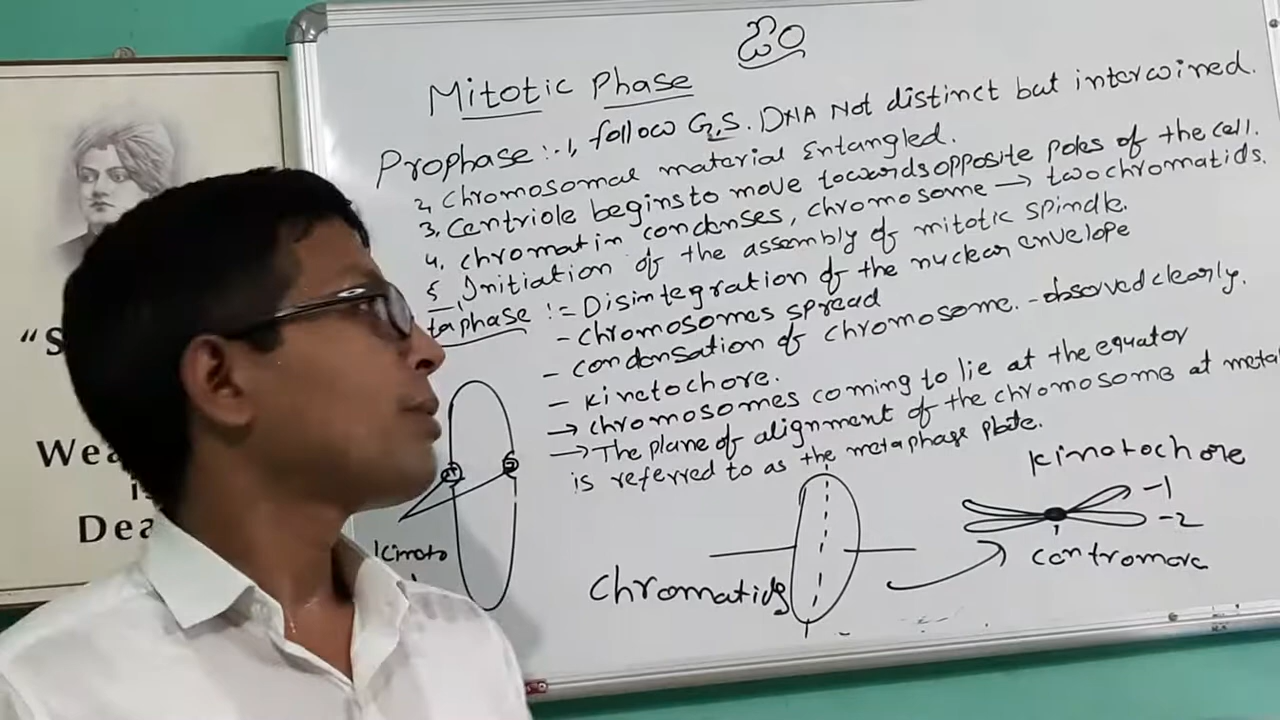 Mitotic Phase
Prophase :- 1, follow G2 S. DNA Not distinct but intercoined.
2, chromosomal material Entangled.
3, Centriole begins to move towards opposite poles of the cell.
4, chromatin condenses, chromosome → two chromatids.
5, Initiation of the assembly of mitotic spindle.
taphase := Disintegration of the nuclear envelope
- chromosomes spread
- condensation of chromosome. - observed clearly.
- kinetochore.
→ chromosomes coming to lie at the equator
→ The plane of alignment of the chromosomes at meta
is referred to as the metaphase plate.
"S
Wea
is
Dea
kineto
Chromatids
kinetochore
-1
-2
centromere